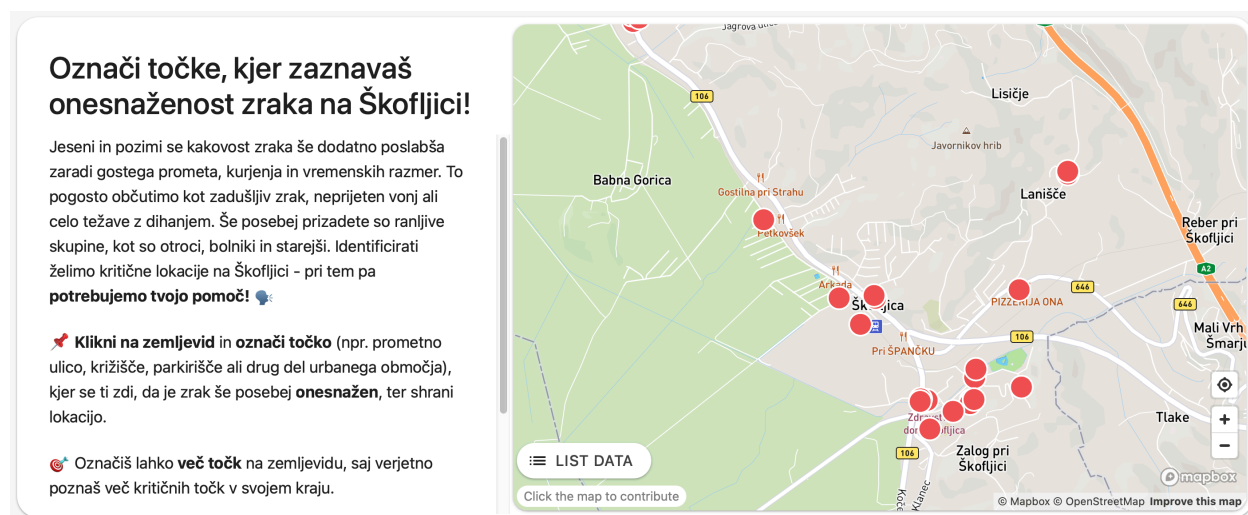 Označi točke, kjer zaznavaš
onesnaženost zraka na Škofljici!
Jeseni in pozimi se kakovost zraka še dodatno poslabša
zaradi gostega prometa, kurjenja in vremenskih razmer. To
pogosto občutimo kot zadušljiv zrak, neprijeten vonj ali
celo težave z dihanjem. Še posebej prizadete so ranljive
skupine, kot so otroci, bolniki in starejši. Identificirati
želimo kritične lokacije na Škofljici - pri tem pa
potrebujemo tvojo pomoč! 🗣️
📌 Klikni na zemljevid in označi točko (npr. prometno
ulico, križišče, parkirišče ali drug del urbanega območja),
kjer se ti zdi, da je zrak še posebej onesnažen, ter shrani
lokacijo.
🎯 Označiš lahko več točk na zemljevidu, saj verjetno
poznaš več kritičnih točk v svojem kraju.
106
Lisičje
Javornikov hrib
Babna Gorica
Gostilna pri Strahu
Lanišče
Petkovšek
Reber pri
Škofljici
A2
Arkada
646
PIZZERIJA ONA
646
106
Mali Vrh
Pri ŠPANČKU
Tlake
106
Zalog pri
Škofljici
Klanec
LIST DATA
Click the map to contribute
mapbox
© Mapbox © OpenStreetMap Improve this map